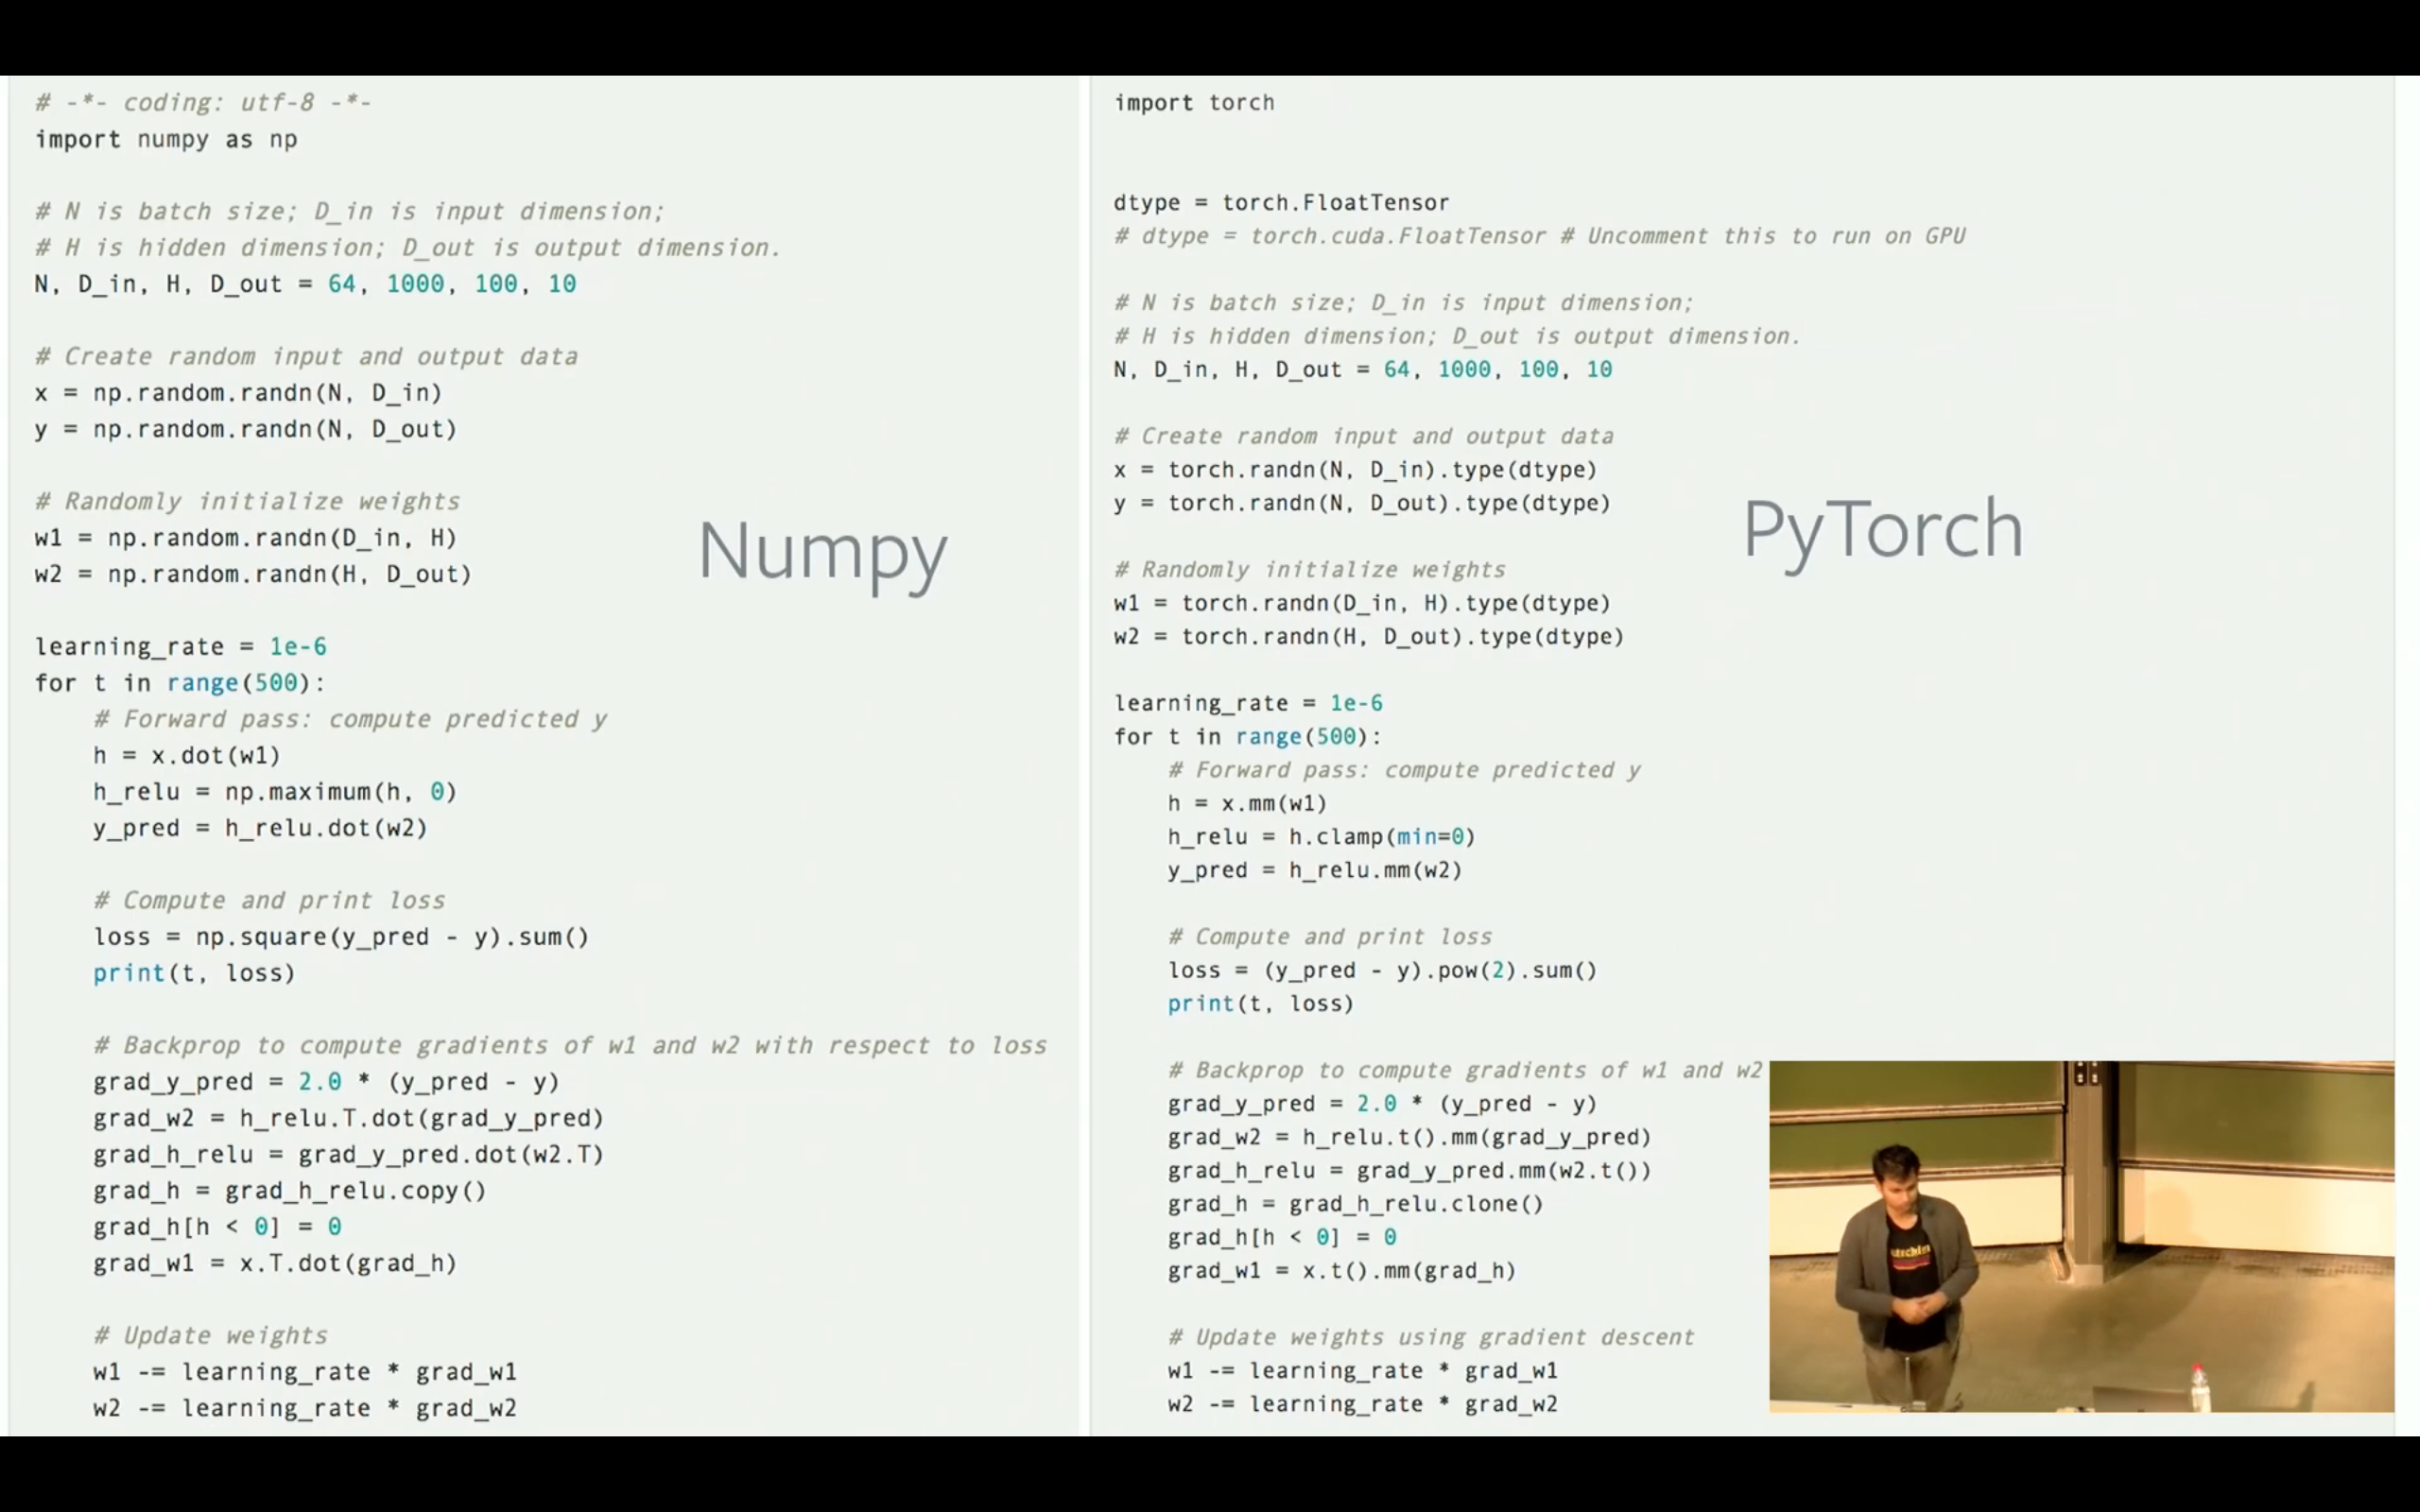 # -*- coding: utf-8 -*-
import numpy as np
# N is batch size; D_in is input dimension;
# H is hidden dimension; D_out is output dimension.
N, D_in, H, D_out = 64, 1000, 100, 10
# Create random input and output data
x = np.random.randn(N, D_in)
y = np.random.randn(N, D_out)
# Randomly initialize weights
w1 = np.random.randn(D_in, H)
w2 = np.random.randn(H, D_out)
Numpy
learning_rate = 1e-6
for t in range(500):
# Forward pass: compute predicted y
h = x.dot(w1)
h_relu = np.maximum(h, 0)
y_pred = h_relu.dot(w2)
# Compute and print loss
loss = np.square(y_pred - y).sum()
print(t, loss)
# Backprop to compute gradients of w1 and w2 with respect to loss
grad_y_pred = 2.0 * (y_pred - y)
grad_w2 = h_relu.T.dot(grad_y_pred)
grad_h_relu = grad_y_pred.dot(w2.T)
grad_h = grad_h_relu.copy()
grad_h[h < 0] = 0
grad_w1 = x.T.dot(grad_h)
# Update weights
w1 -= learning_rate * grad_w1
w2 -= learning_rate * grad_w2
import torch
dtype = torch.FloatTensor
# dtype = torch.cuda.FloatTensor # Uncomment this to run on GPU
# N is batch size; D_in is input dimension;
# H is hidden dimension; D_out is output dimension.
N, D_in, H, D_out = 64, 1000, 100, 10
# Create random input and output data
x = torch.randn(N, D_in).type(dtype)
y = torch.randn(N, D_out).type(dtype)
PyTorch
# Randomly initialize weights
w1 = torch.randn(D_in, H).type(dtype)
w2 = torch.randn(H, D_out).type(dtype)
learning_rate = 1e-6
for t in range(500):
# Forward pass: compute predicted y
h = x.mm(w1)
h_relu = h.clamp(min=0)
y_pred = h_relu.mm(w2)
# Compute and print loss
loss = (y_pred - y).pow(2).sum()
print(t, loss)
# Backprop to compute gradients of w1 and w2
grad_y_pred = 2.0 * (y_pred - y)
grad_w2 = h_relu.t().mm(grad_y_pred)
grad_h_relu = grad_y_pred.mm(w2.t())
grad_h = grad_h_relu.clone()
grad_h[h < 0] = 0
grad_w1 = x.t().mm(grad_h)
# Update weights using gradient descent
w1 -= learning_rate * grad_w1
w2 -= learning_rate * grad_w2